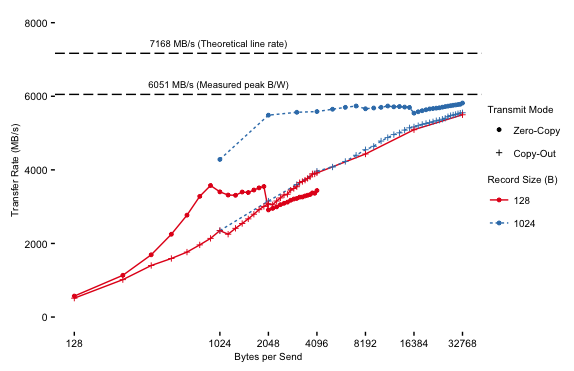 8000
7168 MB/s (Theoretical line rate)
6051 MB/s (Measured peak B/W)
6000
4000
2000
0
Transfer Rate (MB/s)
128
1024
2048
4096
8192
16384
32768
Bytes per Send
Transmit Mode
Zero-Copy
Copy-Out
Record Size (B)
128
1024